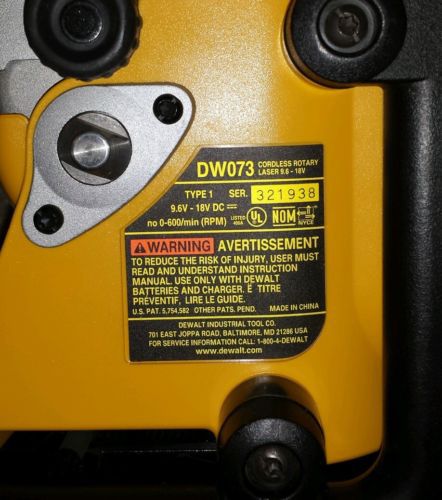 DW073 CORDLESS ROTARY LASER 9.6 - 18V
TYPE 1 SER. 321938
9.6V - 18V DC
no 0-600/min (RPM) LISTED UL NOM NYCE
WARNING AVERTISSEMENT
TO REDUCE THE RISK OF INJURY, USER MUST
READ AND UNDERSTAND INSTRUCTION
MANUAL. USE ONLY WITH DEWALT
BATTERIES AND CHARGER. È TITRE
PRÉVENTIF, LIRE LE GUIDE.
U.S. PAT. 5,754,582 OTHER PATS. PEND. MADE IN CHINA
DEWALT INDUSTRIAL TOOL CO.
701 EAST JOPPA ROAD, BALTIMORE, MD 21286 USA
FOR SERVICE INFORMATION CALL: 1-800-4-DEWALT
www.dewalt.com